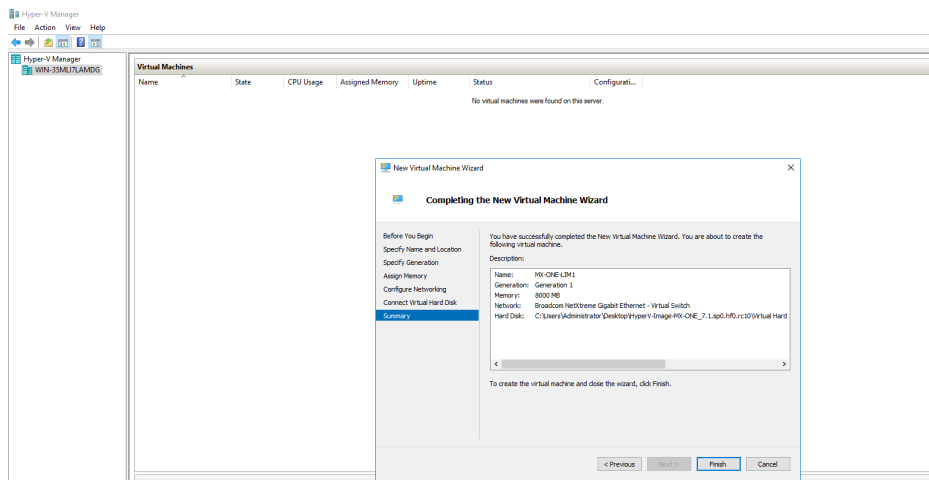 Hyper-V Manager
File Action View Help
Hyper-V Manager
WIN-35MLI7LAMDG
Virtual Machines
Name State CPU Usage Assigned Memory Uptime Status Configurati...
No virtual machines were found on this server.
New Virtual Machine Wizard
Completing the New Virtual Machine Wizard
Before You Begin
Specify Name and Location
Specify Generation
Assign Memory
Configure Networking
Connect Virtual Hard Disk
Summary
You have successfully completed the New Virtual Machine Wizard. You are about to create the
following virtual machine.
Description:
Name: MX-ONE-LIM1
Generation: Generation 1
Memory: 8000 MB
Network: Broadcom NetXtreme Gigabit Ethernet - Virtual Switch
Hard Disk: C:\Users\Administrator\Desktop\HyperV-Image-MX-ONE_7.1.sp0.hf0.rc10\Virtual Hard
To create the virtual machine and close the wizard, click Finish.
< Previous Next > Finish Cancel